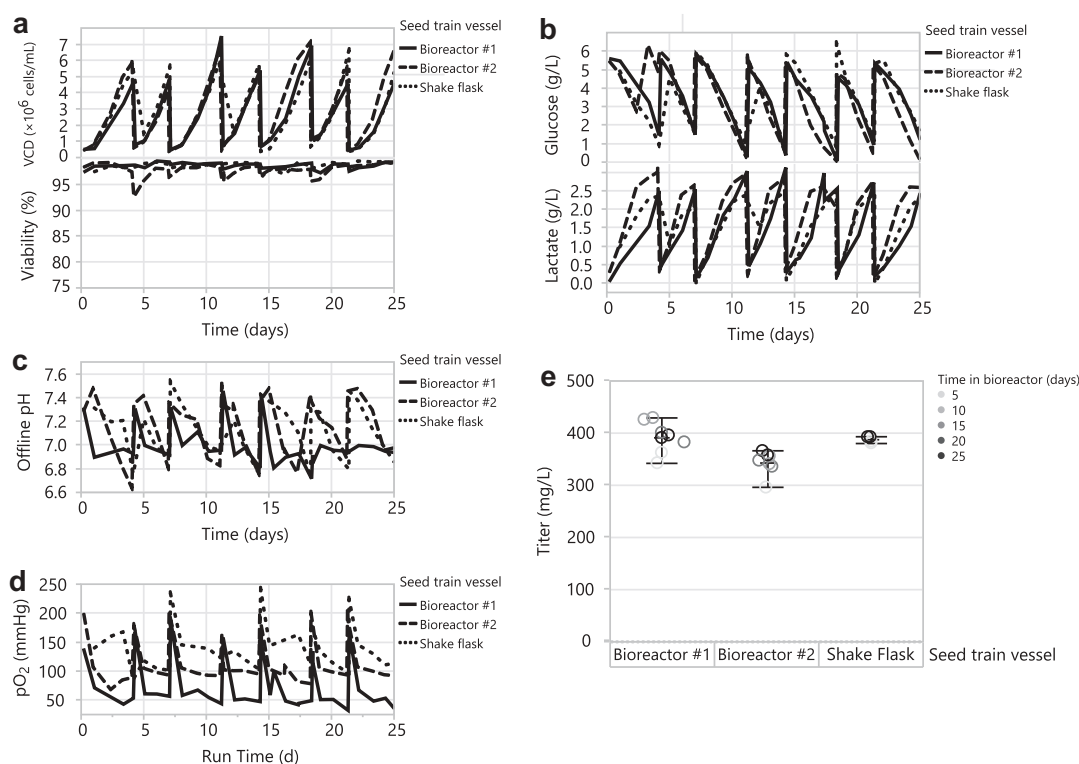 a
Seed train vessel
Bioreactor #1
Bioreactor #2
Shake flask
VCD (×10⁶ cells/mL)
7
6
5
4
3
2
1
0
Viability (%)
95
90
85
80
75
0 5 10 15 20 25
Time (days)
b
Seed train vessel
Bioreactor #1
Bioreactor #2
Shake flask
Glucose (g/L)
6
5
4
3
2
1
0
Lactate (g/L)
2.5
2.0
1.5
1.0
0.5
0.0
0 5 10 15 20 25
Time (days)
c
Seed train vessel
Bioreactor #1
Bioreactor #2
Shake flask
Offline pH
7.6
7.4
7.2
7.0
6.8
6.6
0 5 10 15 20 25
Time (days)
d
Seed train vessel
Bioreactor #1
Bioreactor #2
Shake flask
pO₂ (mmHg)
250
200
150
100
50
0 5 10 15 20 25
Run Time (d)
e
Time in bioreactor (days)
5
10
15
20
25
Titer (mg/L)
500
400
300
200
100
0
Bioreactor #1 Bioreactor #2 Shake Flask Seed train vessel